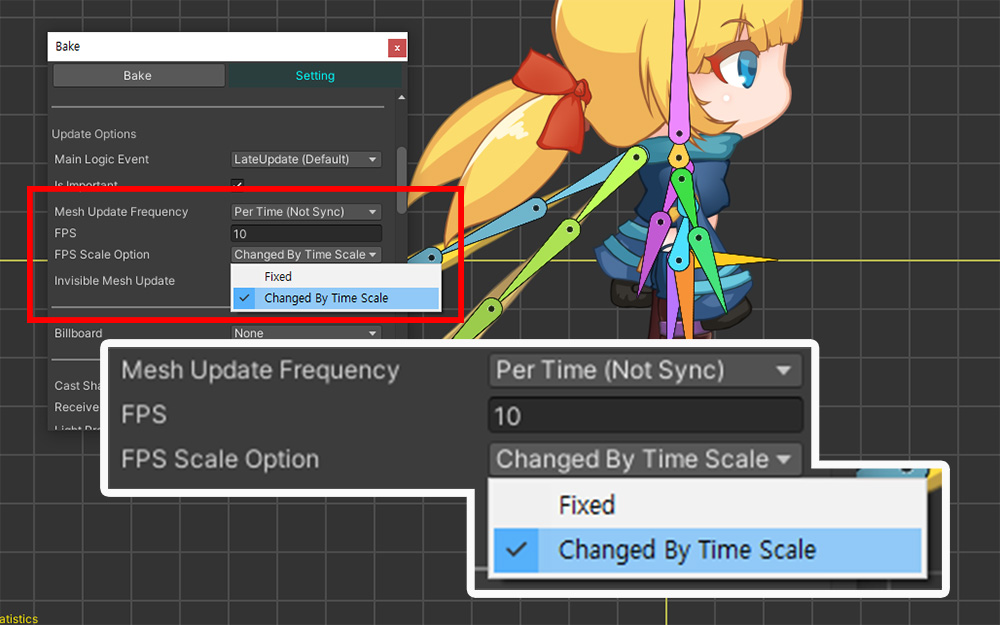 Bake
x
Bake Setting
Update Options
Main Logic Event LateUpdate (Default)
Is Important
Mesh Update Frequency Per Time (Not Sync)
FPS 10
FPS Scale Option Changed By Time Scale
Fixed
Invisible Mesh Update
Changed By Time Scale
Billboard None
Cast Sha
Receive
Mesh Update Frequency Per Time (Not Sync)
FPS 10
FPS Scale Option Changed By Time Scale
Fixed
Changed By Time Scale
atistics